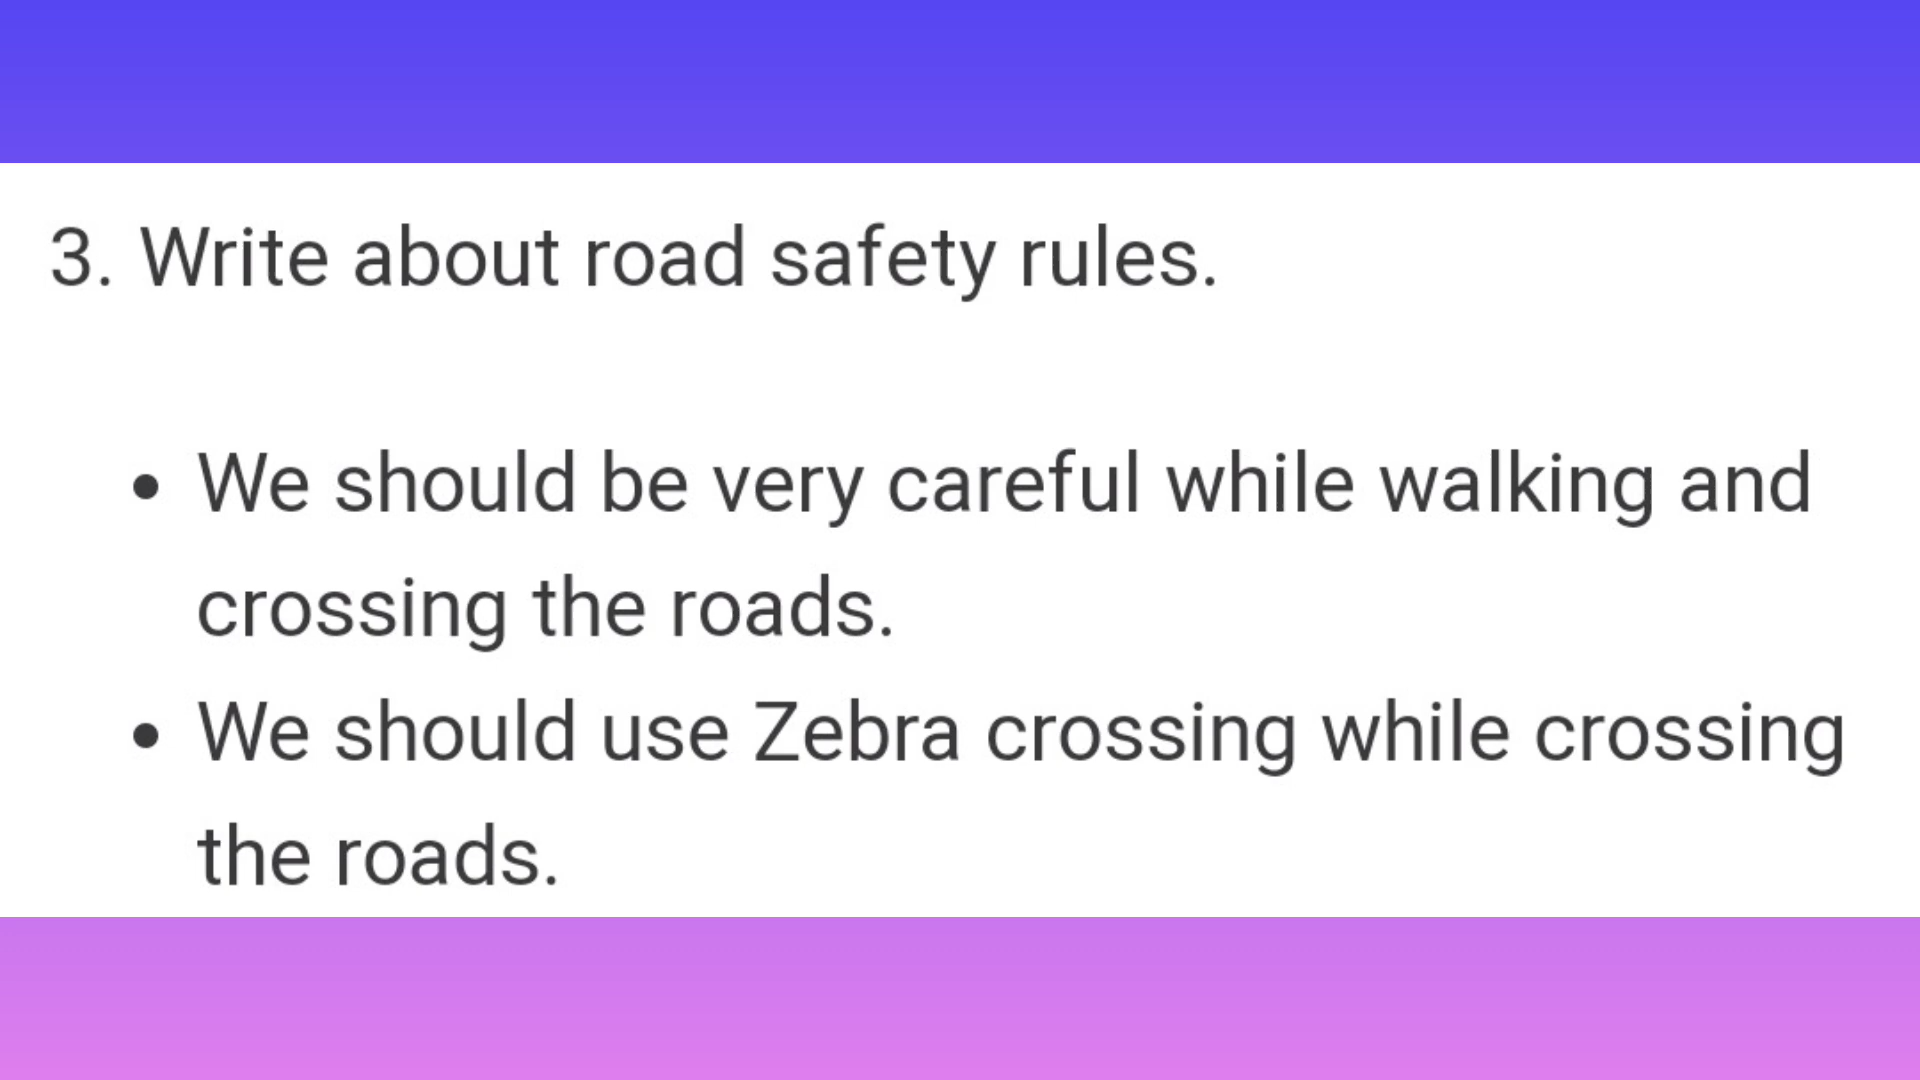 3. Write about road safety rules.
• We should be very careful while walking and
crossing the roads.
• We should use Zebra crossing while crossing
the roads.